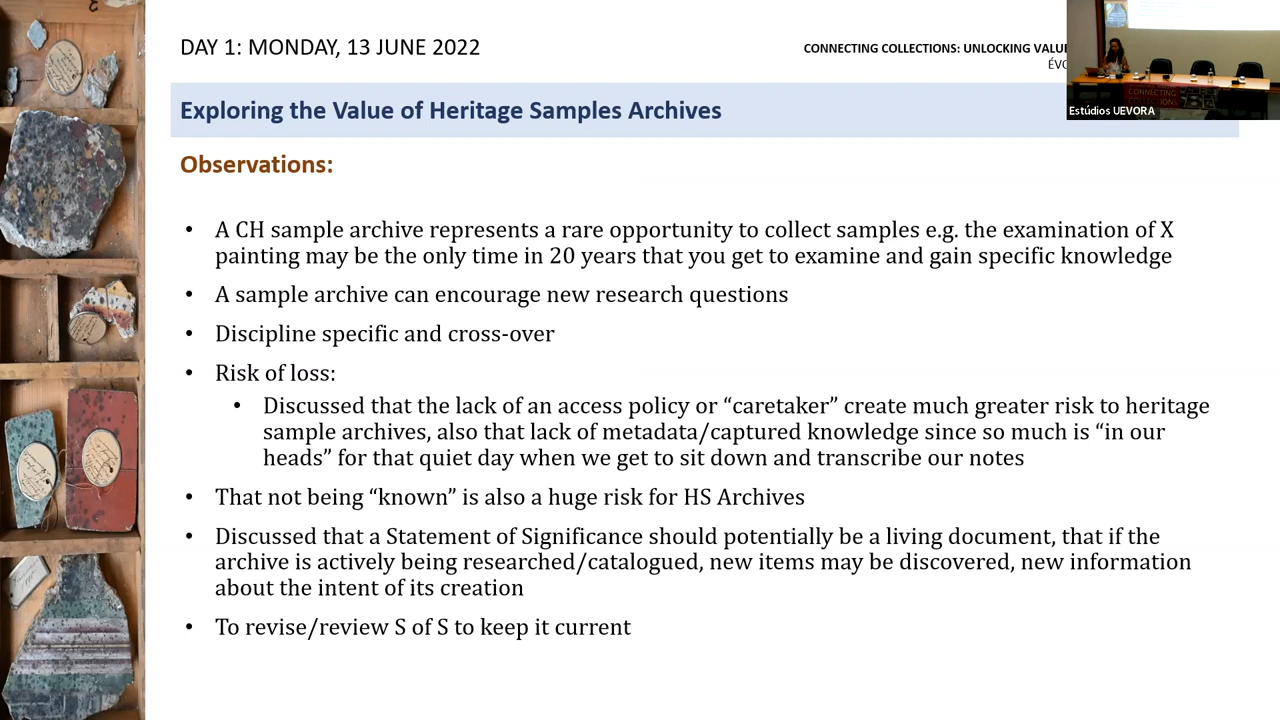 DAY 1: MONDAY, 13 JUNE 2022
CONNECTING COLLECTIONS: UNLOCKING VALUE
Estúdios UEVORA
Exploring the Value of Heritage Samples Archives
Observations:
• A CH sample archive represents a rare opportunity to collect samples e.g. the examination of X
painting may be the only time in 20 years that you get to examine and gain specific knowledge
• A sample archive can encourage new research questions
• Discipline specific and cross-over
• Risk of loss:
• Discussed that the lack of an access policy or “caretaker” create much greater risk to heritage
sample archives, also that lack of metadata/captured knowledge since so much is “in our
heads” for that quiet day when we get to sit down and transcribe our notes
• That not being “known” is also a huge risk for HS Archives
• Discussed that a Statement of Significance should potentially be a living document, that if the
archive is actively being researched/catalogued, new items may be discovered, new information
about the intent of its creation
• To revise/review S of S to keep it current
CONNECTING